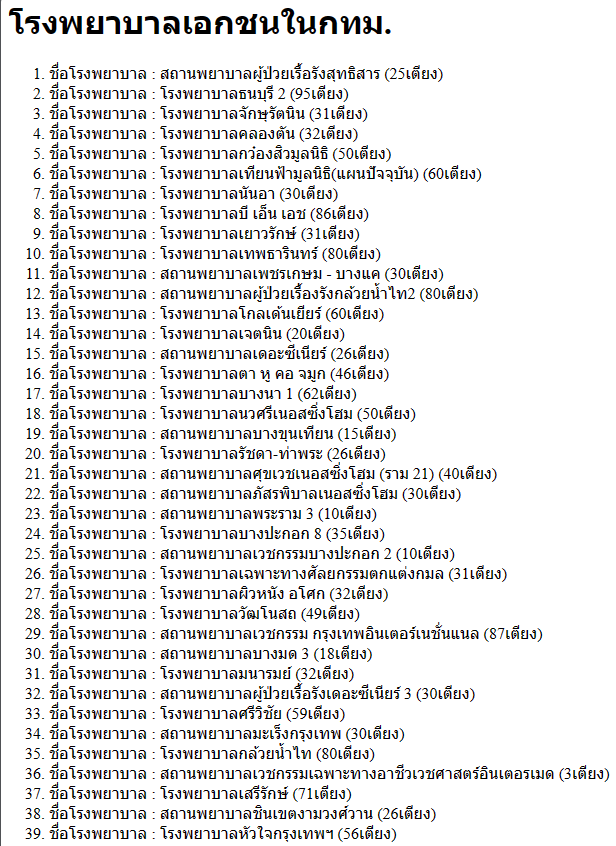 โรงพยาบาลเอกชนในกทม.
1. ชื่อโรงพยาบาล : สถานพยาบาลผู้ป่วยเรื้อรังสุทธิสาร (25เตียง)
2. ชื่อโรงพยาบาล : โรงพยาบาลธนบุรี 2 (95เตียง)
3. ชื่อโรงพยาบาล : โรงพยาบาลจักษุรัตนิน (31เตียง)
4. ชื่อโรงพยาบาล : โรงพยาบาลคลองตัน (32เตียง)
5. ชื่อโรงพยาบาล : โรงพยาบาลกว๋องสิวมูลนิธิ (50เตียง)
6. ชื่อโรงพยาบาล : โรงพยาบาลเทียนฟ้ามูลนิธิ(แผนปัจจุบัน) (60เตียง)
7. ชื่อโรงพยาบาล : โรงพยาบาลนันอา (30เตียง)
8. ชื่อโรงพยาบาล : โรงพยาบาลบี เอ็น เอช (86เตียง)
9. ชื่อโรงพยาบาล : โรงพยาบาลเยาวรักษ์ (31เตียง)
10. ชื่อโรงพยาบาล : โรงพยาบาลเทพธารินทร์ (80เตียง)
11. ชื่อโรงพยาบาล : สถานพยาบาลเพชรเกษม - บางแค (30เตียง)
12. ชื่อโรงพยาบาล : สถานพยาบาลผู้ป่วยเรื้องรังกล้วยน้ำไท2 (80เตียง)
13. ชื่อโรงพยาบาล : โรงพยาบาลโกลเด้นเยียร์ (60เตียง)
14. ชื่อโรงพยาบาล : โรงพยาบาลเจตนิน (20เตียง)
15. ชื่อโรงพยาบาล : สถานพยาบาลเดอะซีเนียร์ (26เตียง)
16. ชื่อโรงพยาบาล : โรงพยาบาลตา หู คอ จมูก (46เตียง)
17. ชื่อโรงพยาบาล : โรงพยาบาลบางนา 1 (62เตียง)
18. ชื่อโรงพยาบาล : โรงพยาบาลนวศรีเนอสซิ่งโฮม (50เตียง)
19. ชื่อโรงพยาบาล : สถานพยาบาลบางขุนเทียน (15เตียง)
20. ชื่อโรงพยาบาล : โรงพยาบาลรัชดา-ท่าพระ (26เตียง)
21. ชื่อโรงพยาบาล : สถานพยาบาลศุขเวชเนอสซิ่งโฮม (ราม 21) (40เตียง)
22. ชื่อโรงพยาบาล : สถานพยาบาลภัสรพิบาลเนอสซิ่งโฮม (30เตียง)
23. ชื่อโรงพยาบาล : สถานพยาบาลพระราม 3 (10เตียง)
24. ชื่อโรงพยาบาล : โรงพยาบาลบางปะกอก 8 (35เตียง)
25. ชื่อโรงพยาบาล : สถานพยาบาลเวชกรรมบางปะกอก 2 (10เตียง)
26. ชื่อโรงพยาบาล : โรงพยาบาลเฉพาะทางศัลยกรรมตกแต่งกมล (31เตียง)
27. ชื่อโรงพยาบาล : โรงพยาบาลผิวหนัง อโศก (32เตียง)
28. ชื่อโรงพยาบาล : โรงพยาบาลวัฒโนสถ (49เตียง)
29. ชื่อโรงพยาบาล : สถานพยาบาลเวชกรรม กรุงเทพอินเตอร์เนชั่นแนล (87เตียง)
30. ชื่อโรงพยาบาล : สถานพยาบาลบางมด 3 (18เตียง)
31. ชื่อโรงพยาบาล : โรงพยาบาลมนารมย์ (32เตียง)
32. ชื่อโรงพยาบาล : สถานพยาบาลผู้ป่วยเรื้อรังเดอะซีเนียร์ 3 (30เตียง)
33. ชื่อโรงพยาบาล : โรงพยาบาลศรีวิชัย (59เตียง)
34. ชื่อโรงพยาบาล : สถานพยาบาลมะเร็งกรุงเทพ (30เตียง)
35. ชื่อโรงพยาบาล : โรงพยาบาลกล้วยน้ำไท (80เตียง)
36. ชื่อโรงพยาบาล : สถานพยาบาลเวชกรรมเฉพาะทางอาชีวเวชศาสตร์อินเตอรเมด (3เตียง)
37. ชื่อโรงพยาบาล : โรงพยาบาลเสรีรักษ์ (71เตียง)
38. ชื่อโรงพยาบาล : สถานพยาบาลชินเขตงามวงศ์วาน (26เตียง)
39. ชื่อโรงพยาบาล : โรงพยาบาลหัวใจกรุงเทพฯ (56เตียง)